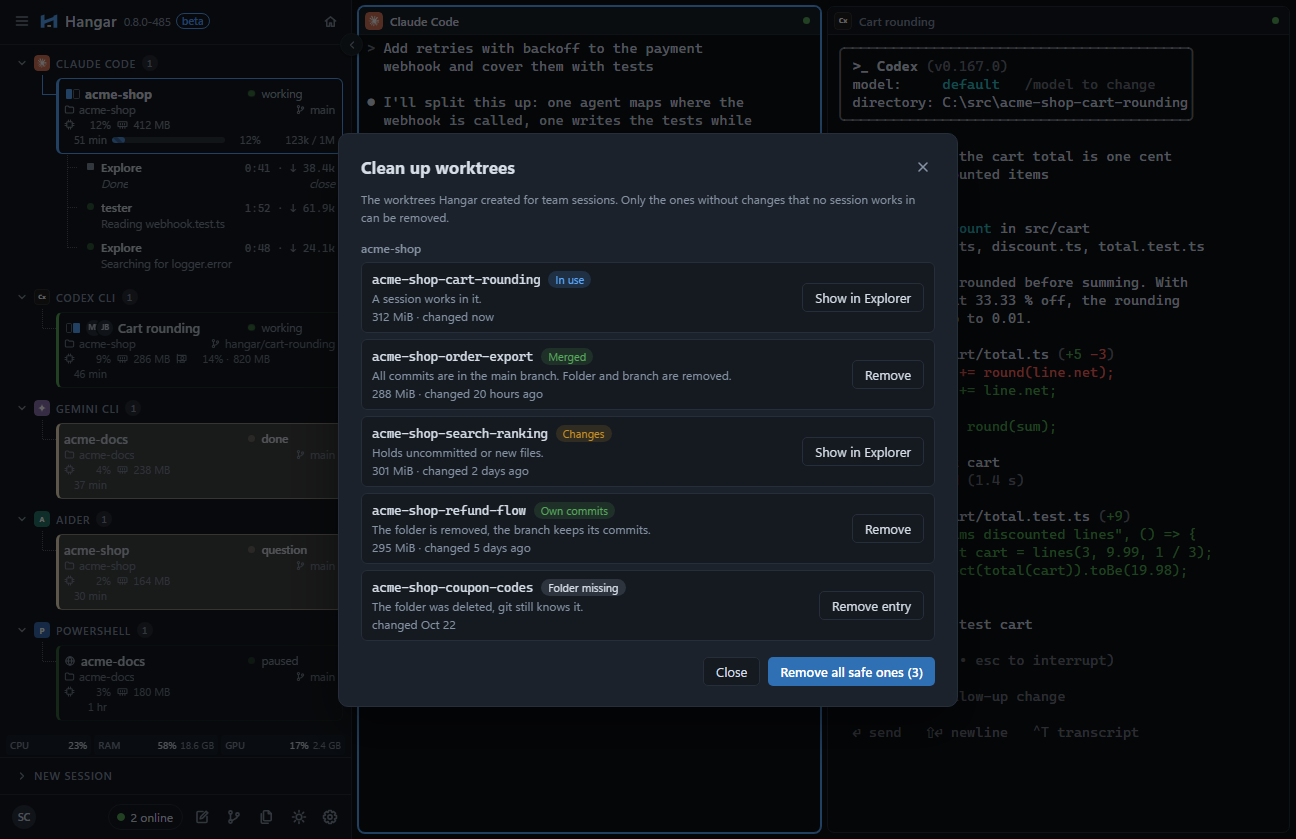 Hangar 0.8.0-485 beta
CLAUDE CODE 1
acme-shop working
acme-shop main
12% 412 MB
51 min 12% 123k / 1M
Explore 0:41 · ↓ 38.4k
Done close
tester 1:52 · ↓ 61.9k
Reading webhook.test.ts
Explore 0:48 · ↓ 24.1k
Searching for logger.error
Cx CODEX CLI 1
M JB Cart rounding working
acme-shop hangar/cart-rounding
9% 286 MB 14% · 820 MB
46 min
GEMINI CLI 1
acme-docs done
acme-docs main
4% 238 MB
37 min
A AIDER 1
acme-shop question
acme-shop main
2% 164 MB
30 min
P POWERSHELL 1
acme-docs paused
acme-docs main
3% 180 MB
1 hr
CPU 23% RAM 58% 18.6 GB GPU 17% 2.4 GB
NEW SESSION
SC 2 online
Claude Code
> Add retries with backoff to the payment
webhook and cover them with tests
● I'll split this up: one agent maps where the
webhook is called, one writes the tests while
Clean up worktrees
The worktrees Hangar created for team sessions. Only the ones without changes that no session works in
can be removed.
acme-shop
acme-shop-cart-rounding In use
A session works in it.
312 MiB · changed now
Show in Explorer
acme-shop-order-export Merged
All commits are in the main branch. Folder and branch are removed.
288 MiB · changed 20 hours ago
Remove
acme-shop-search-ranking Changes
Holds uncommitted or new files.
301 MiB · changed 2 days ago
Show in Explorer
acme-shop-refund-flow Own commits
The folder is removed, the branch keeps its commits.
295 MiB · changed 5 days ago
Remove
acme-shop-coupon-codes Folder missing
The folder was deleted, git still knows it.
changed Oct 22
Remove entry
Close
Remove all safe ones (3)
Cx Cart rounding
>_ Codex (v0.167.0)
model: default /model to change
directory: C:\src\acme-shop-cart-rounding
the cart total is one cent
items
in src/cart
discount.ts, total.test.ts
rounded before summing. With
33.33 % off, the rounding
to 0.01.
total.ts (+5 −3)
+= round(line.net);
+= line.net;
round(sum);
cart
(1.4 s)
total.test.ts (+9)
discounted lines", () => {
cart = lines(3, 9.99, 1 / 3);
(total(cart)).toBe(19.98);
test cart
• esc to interrupt)
change
⏎ send ⇧⏎ newline ^T transcript